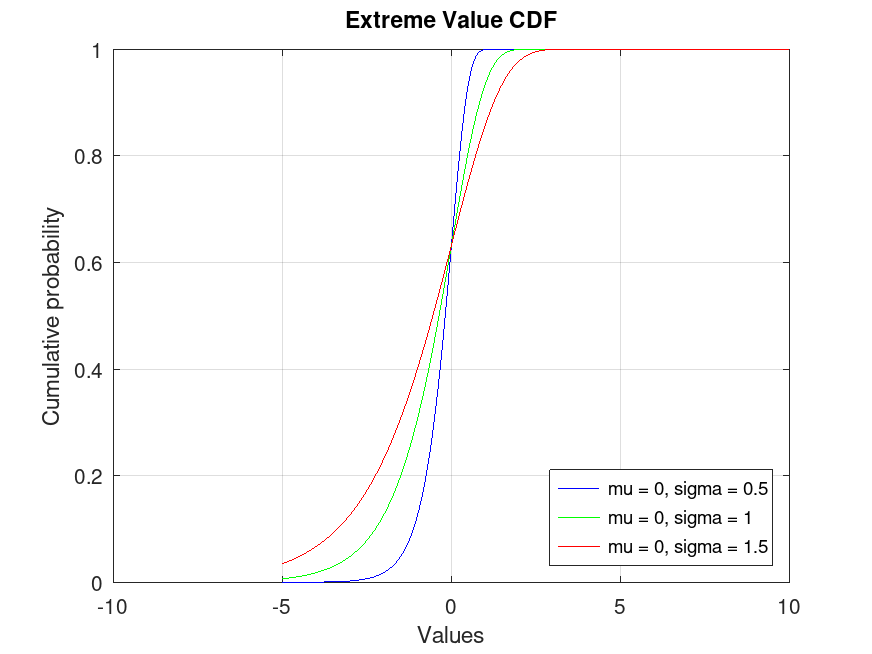 Extreme Value CDF
1
0.8
0.6
0.4
0.2
0
Cumulative probability
-10
-5
0
5
10
Values
mu = 0, sigma = 0.5
mu = 0, sigma = 1
mu = 0, sigma = 1.5